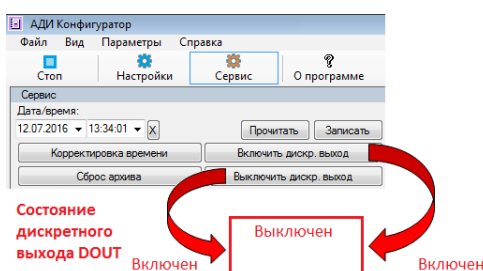 АДИ Конфигуратор
Файл Вид Параметры Справка
Стоп Настройки Сервис О программе
Сервис
Дата/время:
12.07.2016 13:34:01 X Прочитать Записать
Корректировка времени Включить дискр. выход
Сброс архива Выключить дискр. выход
Состояние
дискретного
выхода DOUT
Выключен
Включен Включен